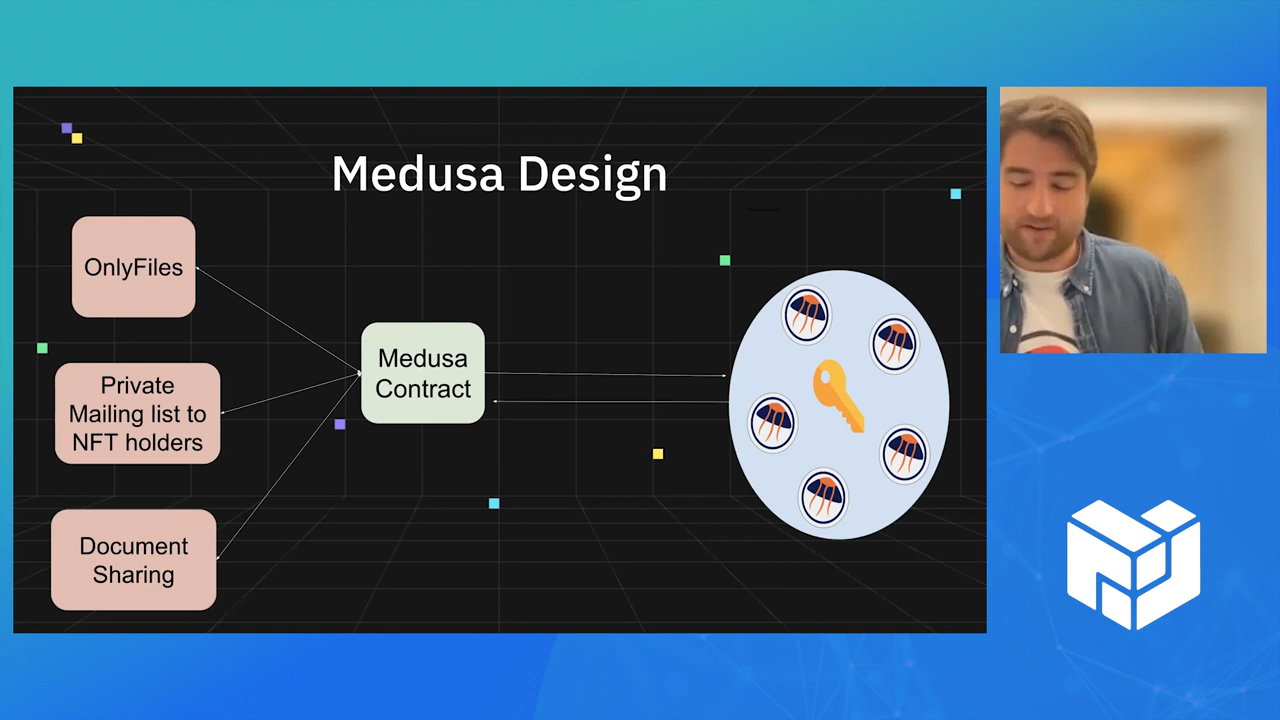 Medusa Design
OnlyFiles
Private
Mailing list to
NFT holders
Document
Sharing
Medusa
Contract